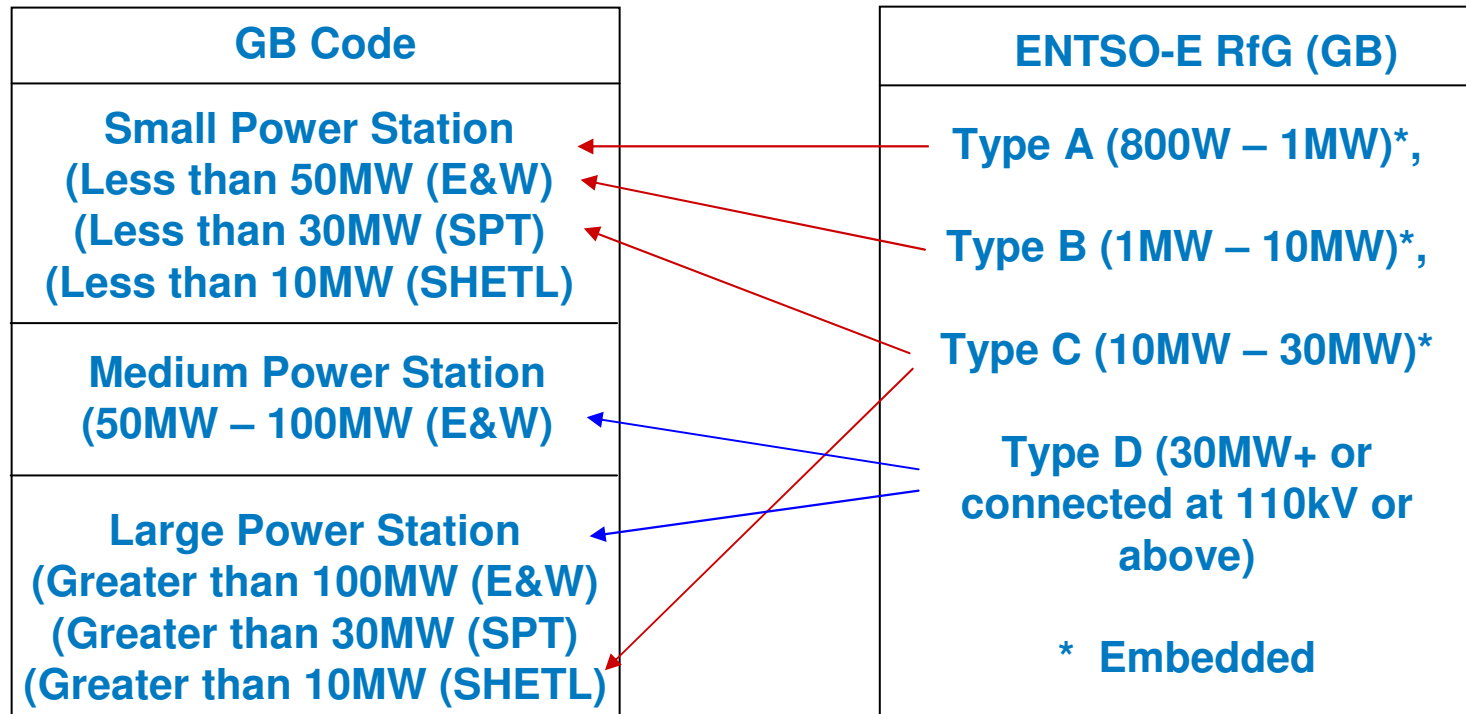 GB Code
Small Power Station
(Less than 50MW (E&W)
(Less than 30MW (SPT)
(Less than 10MW (SHETL)
Medium Power Station
(50MW – 100MW (E&W)
Large Power Station
(Greater than 100MW (E&W)
(Greater than 30MW (SPT)
(Greater than 10MW (SHETL)
ENTSO-E RfG (GB)
Type A (800W – 1MW)*,
Type B (1MW – 10MW)*,
Type C (10MW – 30MW)*
Type D (30MW+ or
connected at 110kV or
above)
* Embedded